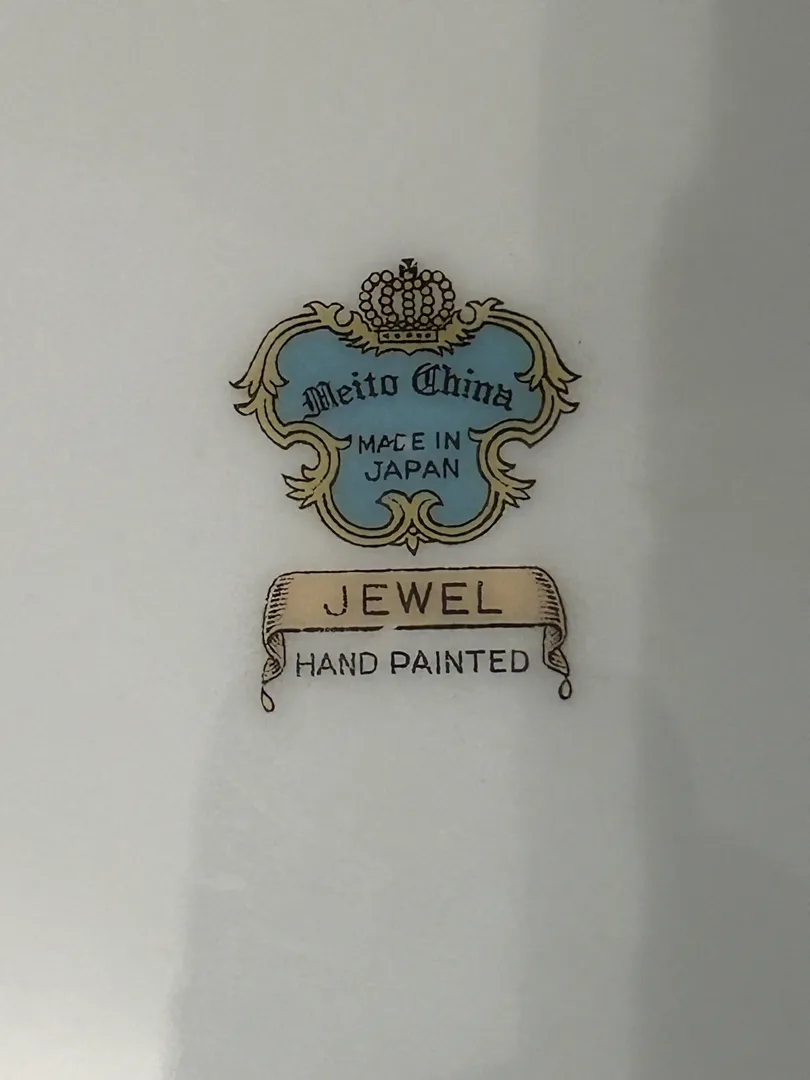 Meito China
MADE IN
JAPAN
JEWEL
HAND PAINTED